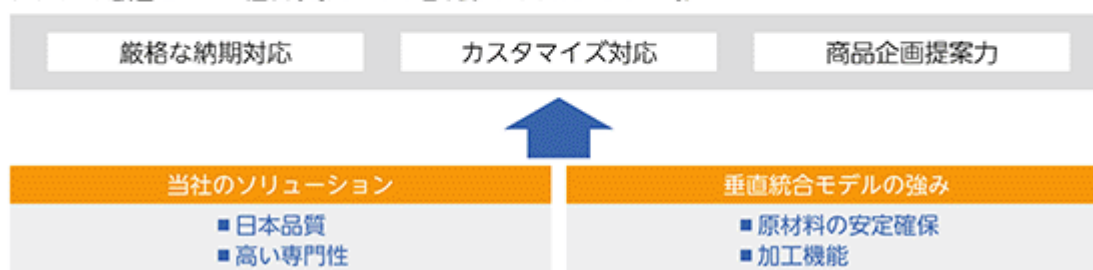 厳格な納期対応
カスタマイズ対応
商品企画提案力
当社のソリューション
■日本品質
■高い専門性
垂直統合モデルの強み
■原材料の安定確保
■加工機能